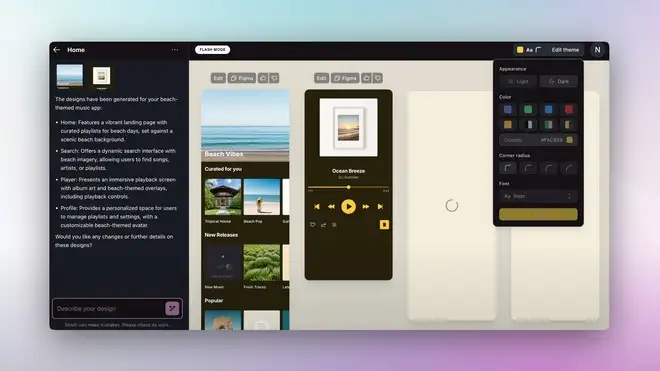 Home
FLASH MODE
Aa
Edit theme
N
The designs have been generated for your beach-
themed music app:
• Home: Features a vibrant landing page with
curated playlists for beach days, set against a
scenic beach background.
• Search: Offers a dynamic search interface with
beach imagery, allowing users to find songs,
artists, or playlists.
• Player: Presents an immersive playback screen
with album art and beach-themed overlays,
including playback controls.
• Profile: Provides a personalized space for users
to manage playlists and settings, with a
customizable beach-themed avatar.
Would you like any changes or further details on
these designs?
Describe your design
Stitch can make mistakes. Please check its work.
Edit
Figma
Beach Vibes
Curated for you
Tropical House
Beach Pop
New Releases
New Music
Fresh Tracks
Popular
Edit
Figma
Ocean Breeze
Appearance
Light
Dark
Color
Custom
Corner radius
Font
Aa